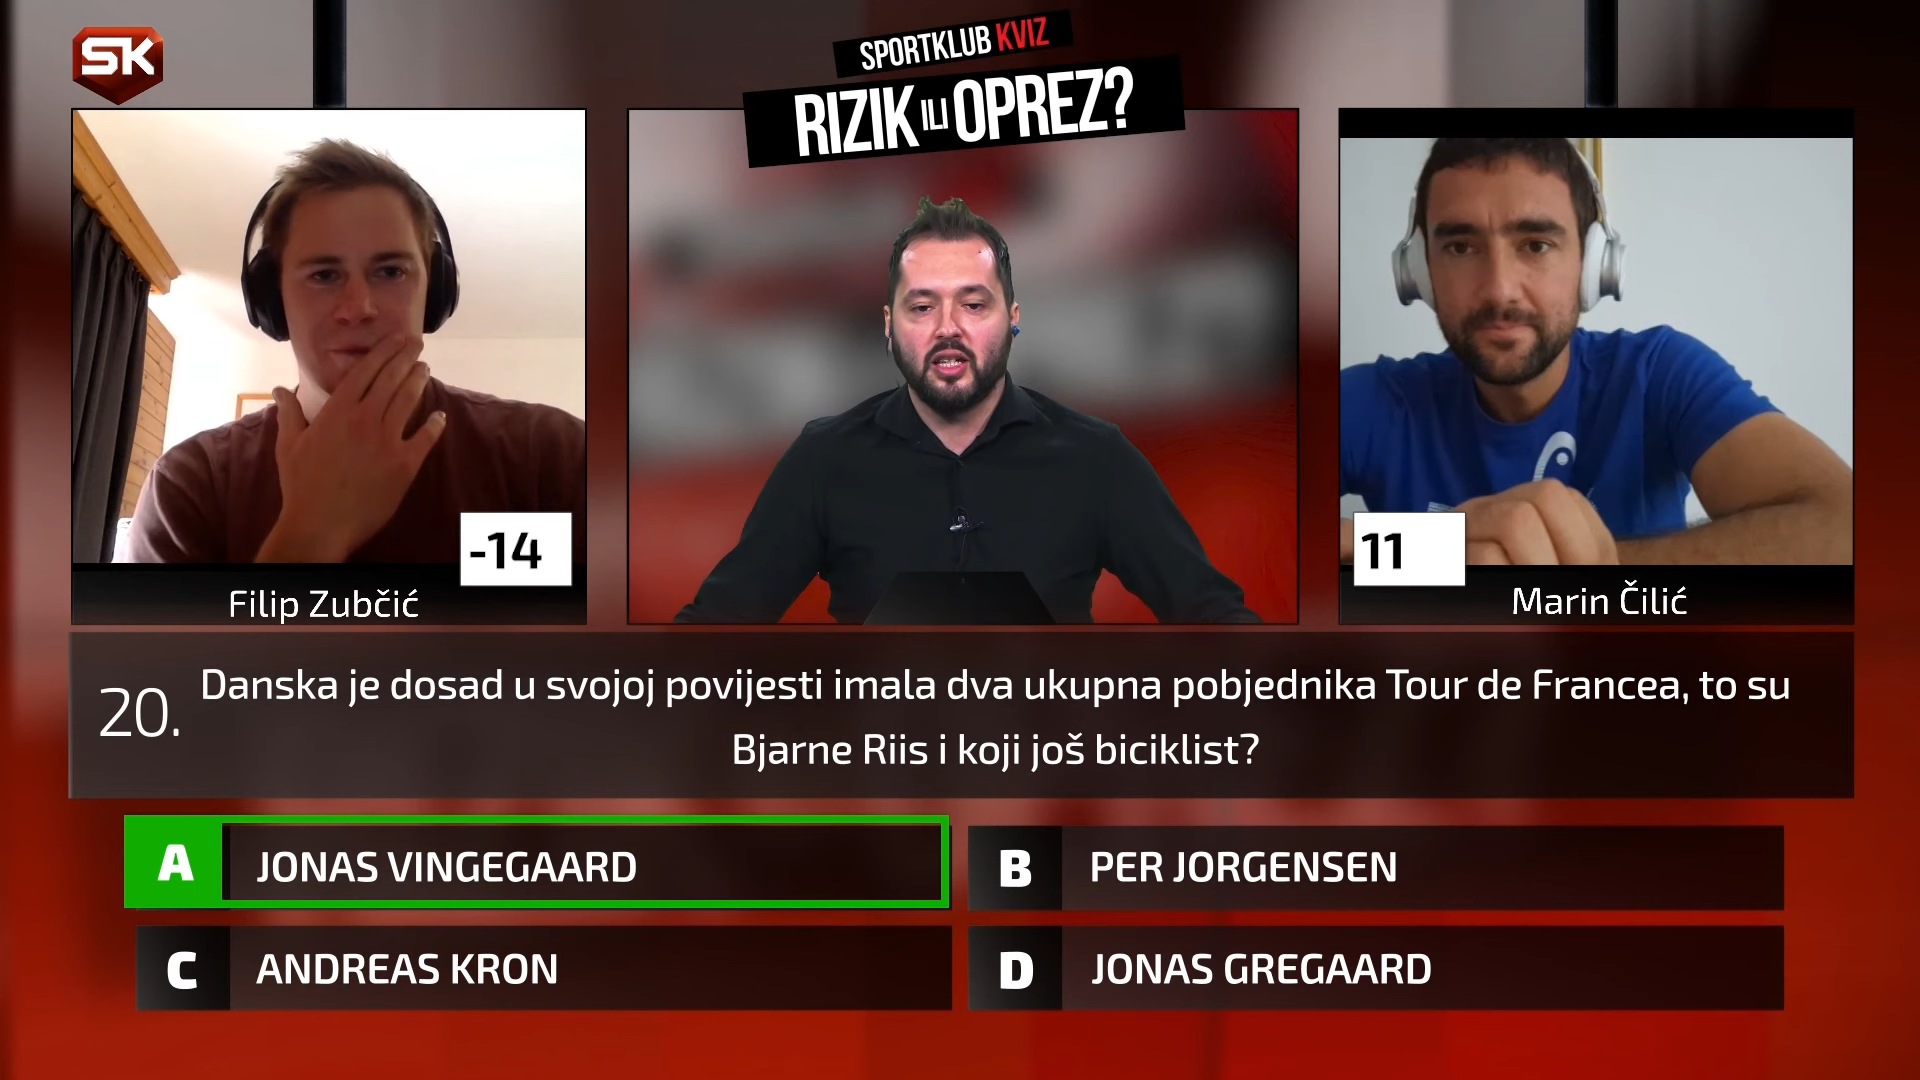 SK
SPORTKLUB KVIZ
RIZIK ILI OPREZ?
-14
Filip Zubčić
11
Marin Čilić
20.
Danska je dosad u svojoj povijesti imala dva ukupna pobjednika Tour de Francea, to su
Bjarne Riis i koji još biciklist?
A JONAS VINGEGAARD
B PER JORGENSEN
C ANDREAS KRON
D JONAS GREGAARD